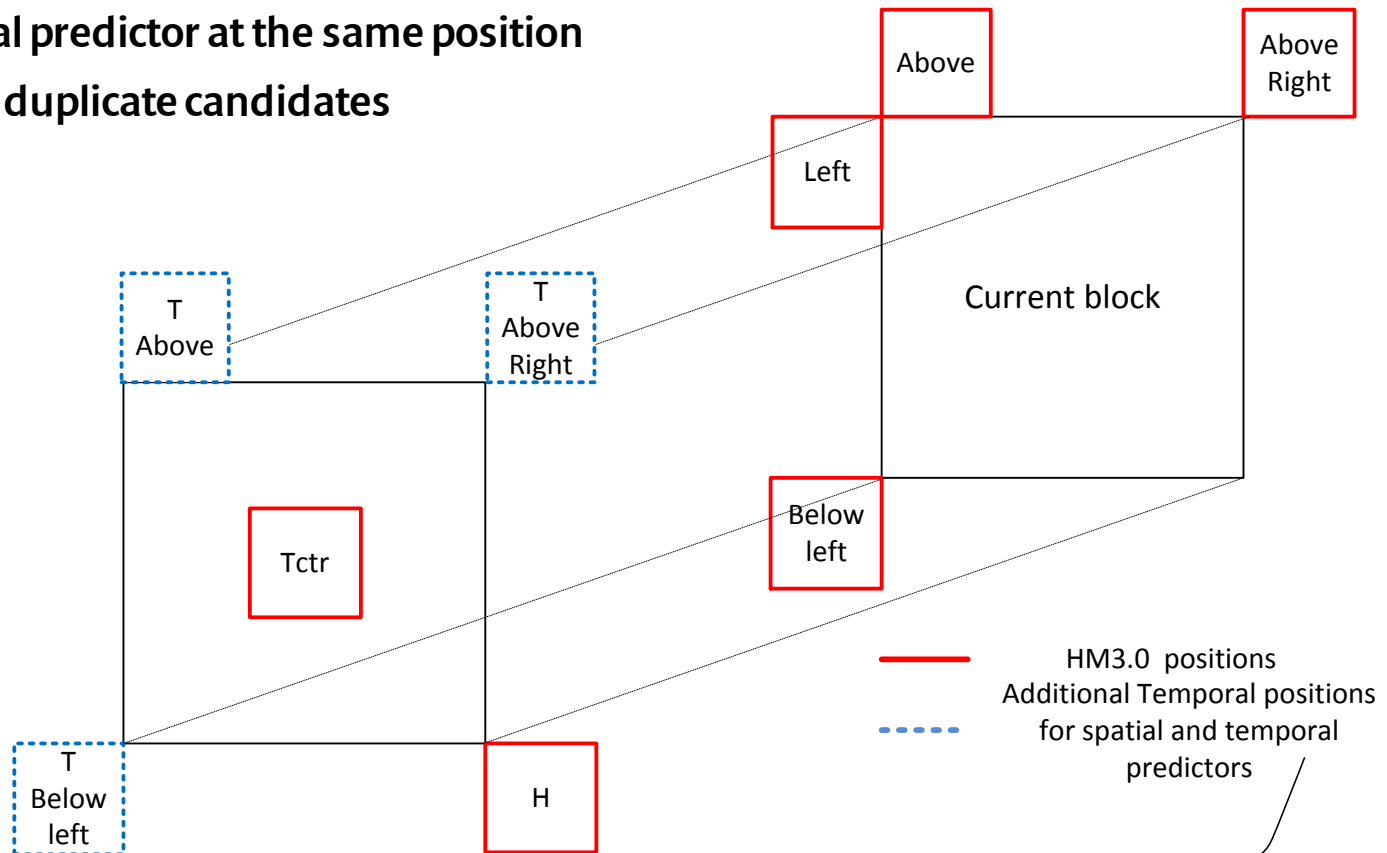 al predictor at the same position
duplicate candidates
Above
Above
Right
Left
T
Above
T
Above
Right
Current block
Tctr
Below
left
T
Below
left
H
HM3.0 positions
Additional Temporal positions
for spatial and temporal
predictors